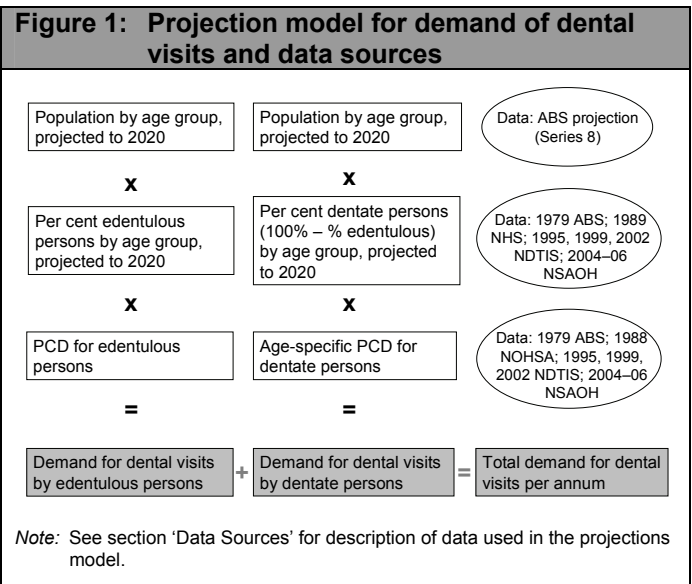 Figure 1: Projection model for demand of dental
visits and data sources
Population by age group,
projected to 2020
Population by age group,
projected to 2020
Data: ABS projection
(Series 8)
x
x
Per cent edentulous
persons by age group,
projected to 2020
Per cent dentate persons
(100% – % edentulous)
by age group, projected
to 2020
Data: 1979 ABS; 1989
NHS; 1995, 1999, 2002
NDTIS; 2004–06
NSAOH
x
x
PCD for edentulous
persons
Age-specific PCD for
dentate persons
Data: 1979 ABS; 1988
NOHSA; 1995, 1999,
2002 NDTIS; 2004–06
NSAOH
=
=
Demand for dental visits
by edentulous persons
+
Demand for dental visits
by dentate persons
=
Total demand for dental
visits per annum
Note: See section ‘Data Sources’ for description of data used in the projections
model.